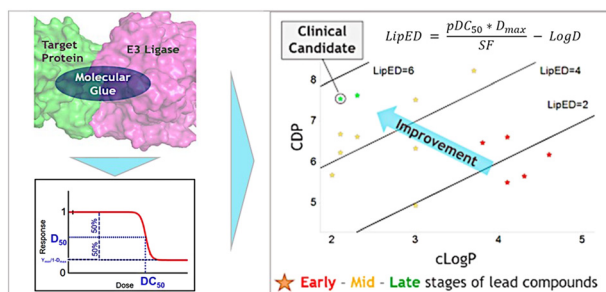 Target
Protein
E3 Ligase
Molecular
Glue
1
Response
50%
50%
D50
0
Dose
DC50
Clinical
Candidate
LipED = pDC50 * Dmax / SF - LogD
LipED=6
LipED=4
LipED=2
Improvement
CDP
8
7
6
5
2
3
4
5
cLogP
Early - Mid - Late stages of lead compounds